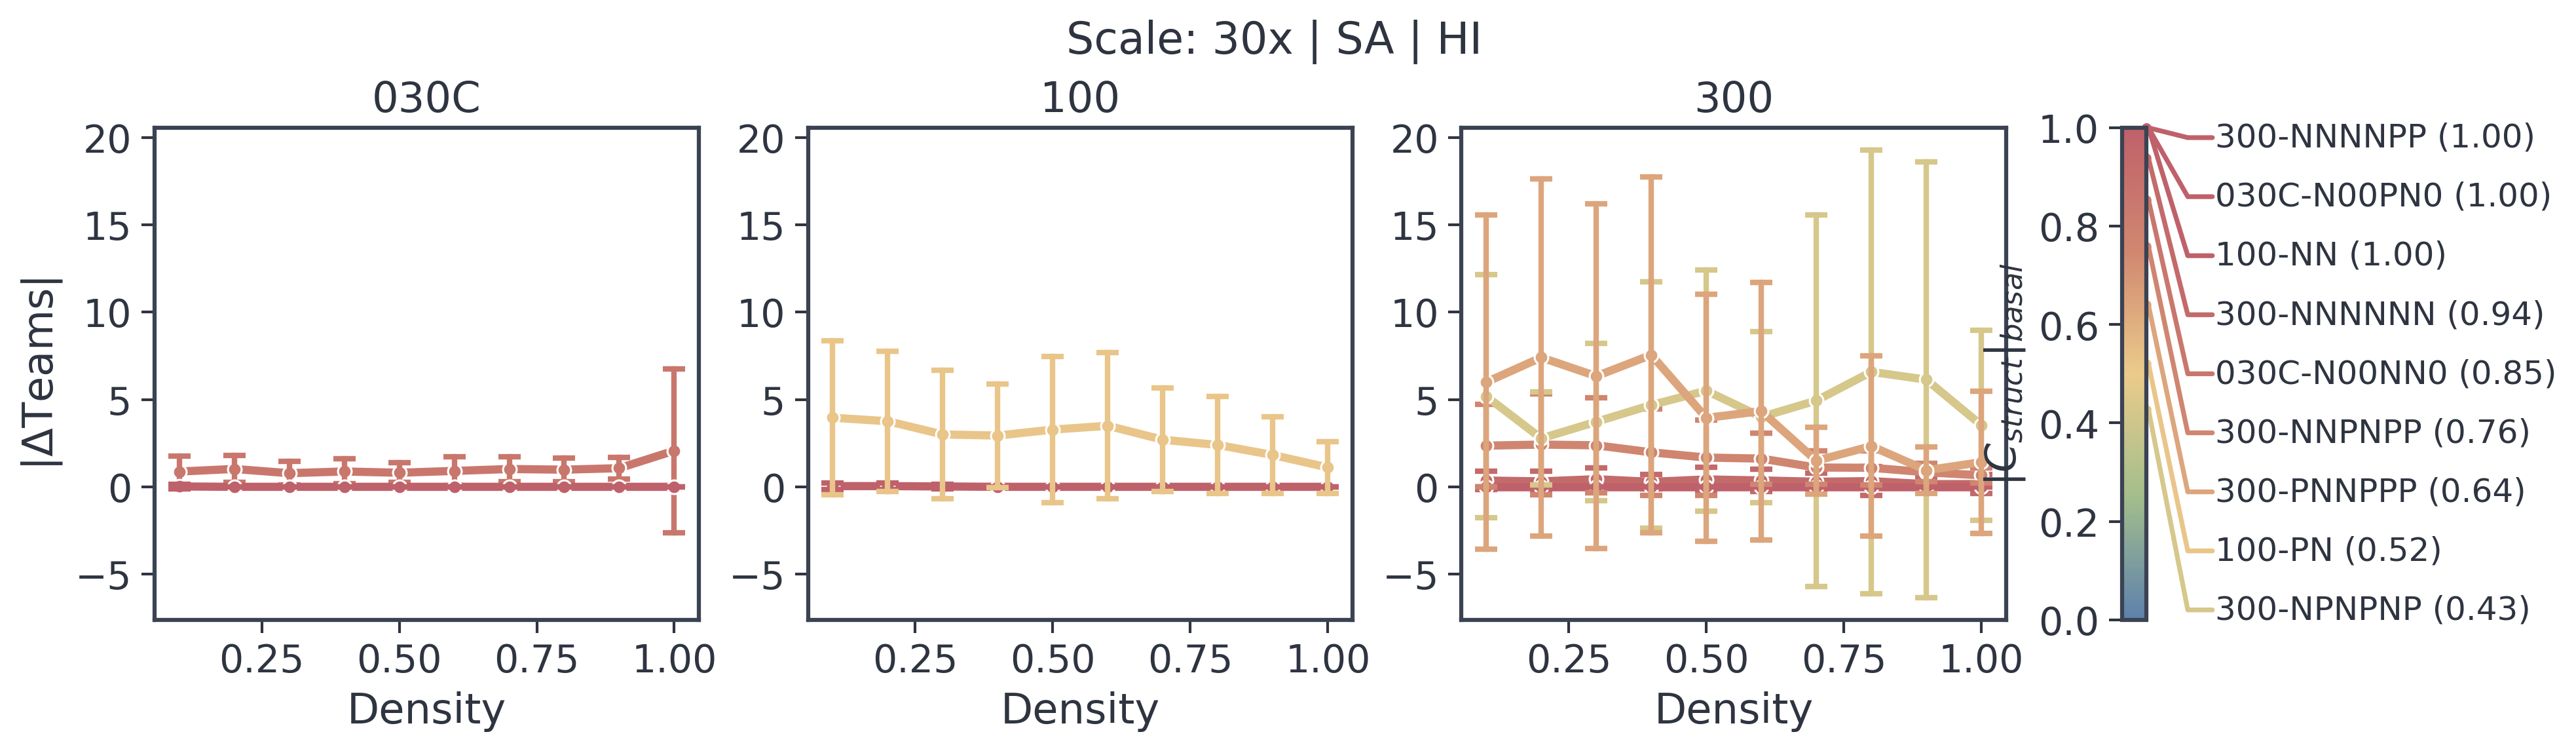 Scale: 30x | SA | HI
030C
100
300
|ΔTeams|
20
15
10
5
0
−5
0.25
0.50
0.75
1.00
Density
20
15
10
5
0
−5
0.25
0.50
0.75
1.00
Density
20
15
10
5
0
−5
0.25
0.50
0.75
1.00
Density
|C_struct|basal
1.0
0.8
0.6
0.4
0.2
0.0
300-NNNNPP (1.00)
030C-N00PN0 (1.00)
100-NN (1.00)
300-NNNNNN (0.94)
030C-N00NN0 (0.85)
300-NNPNPP (0.76)
300-PNNPPP (0.64)
100-PN (0.52)
300-NPNPNP (0.43)